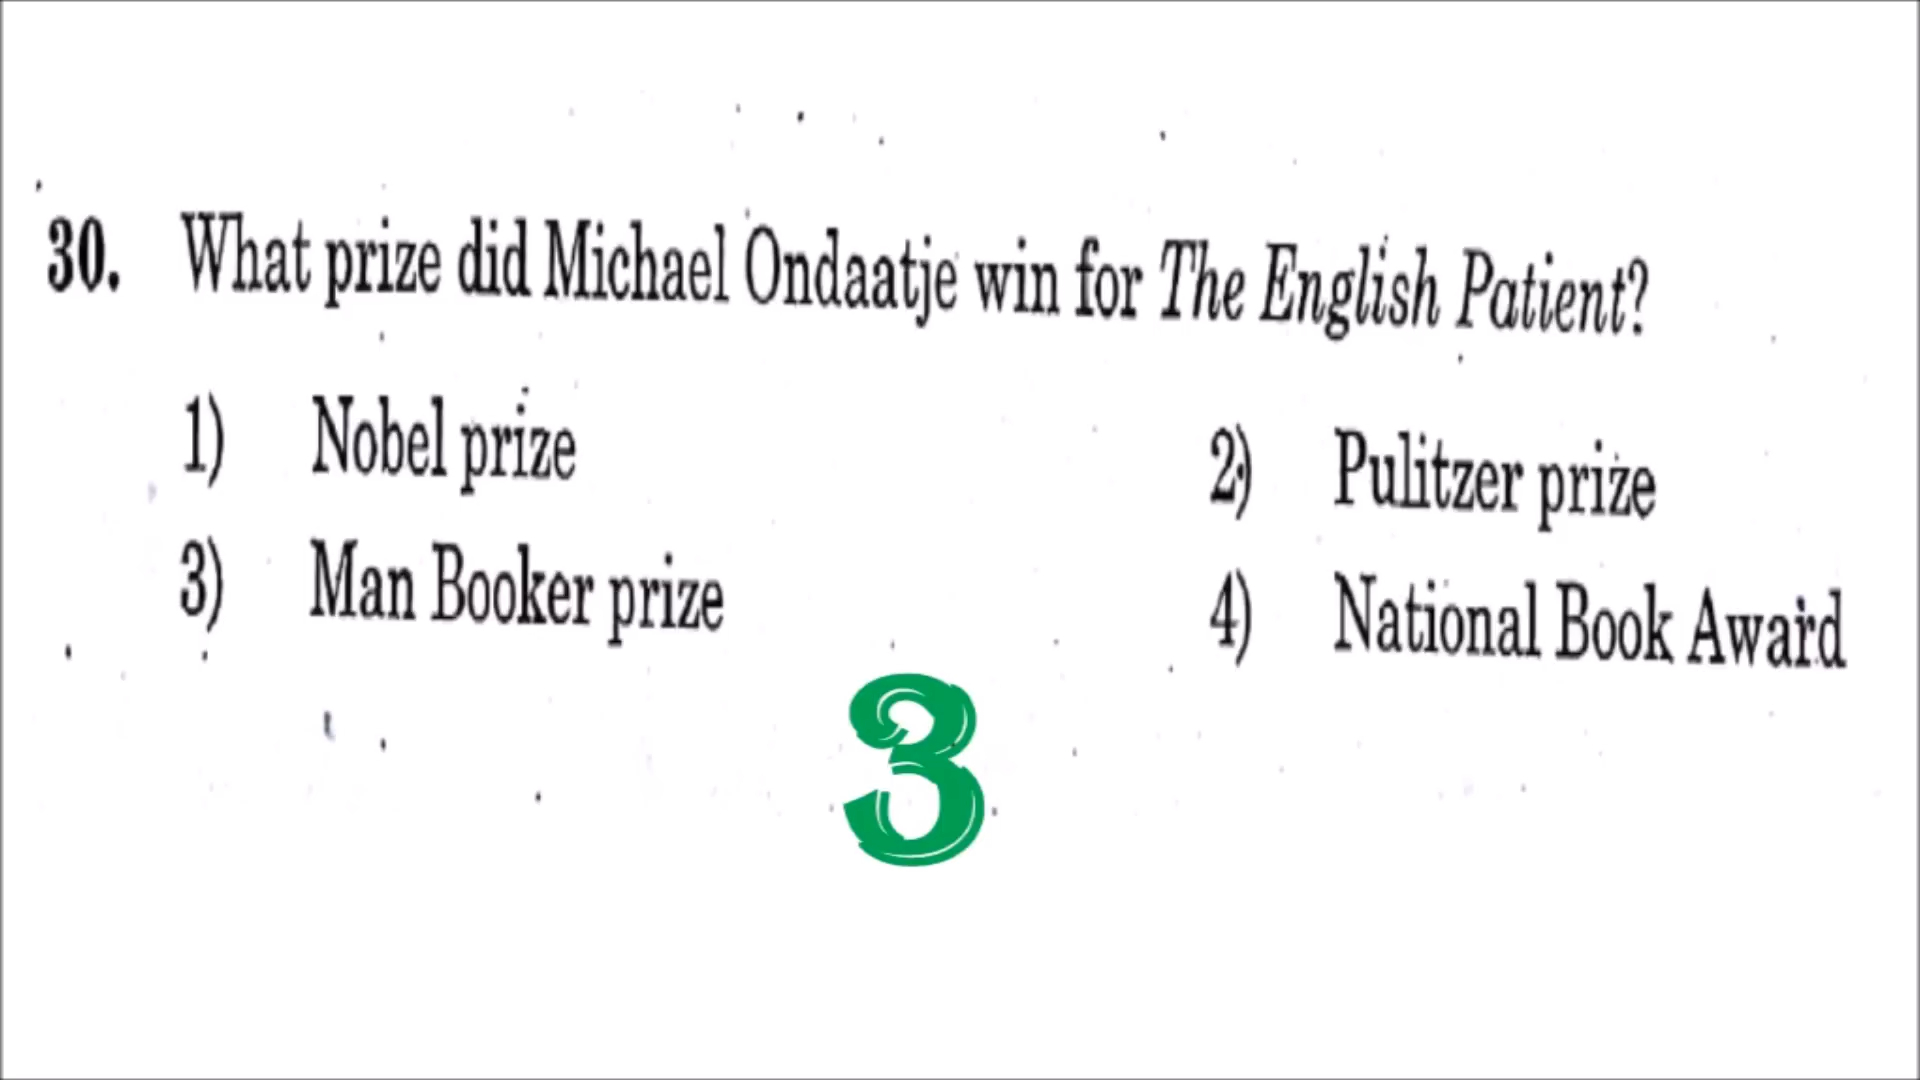 30. What prize did Michael Ondaatje win for The English Patient?
1) Nobel prize 2) Pulitzer prize
3) Man Booker prize 4) National Book Award
3